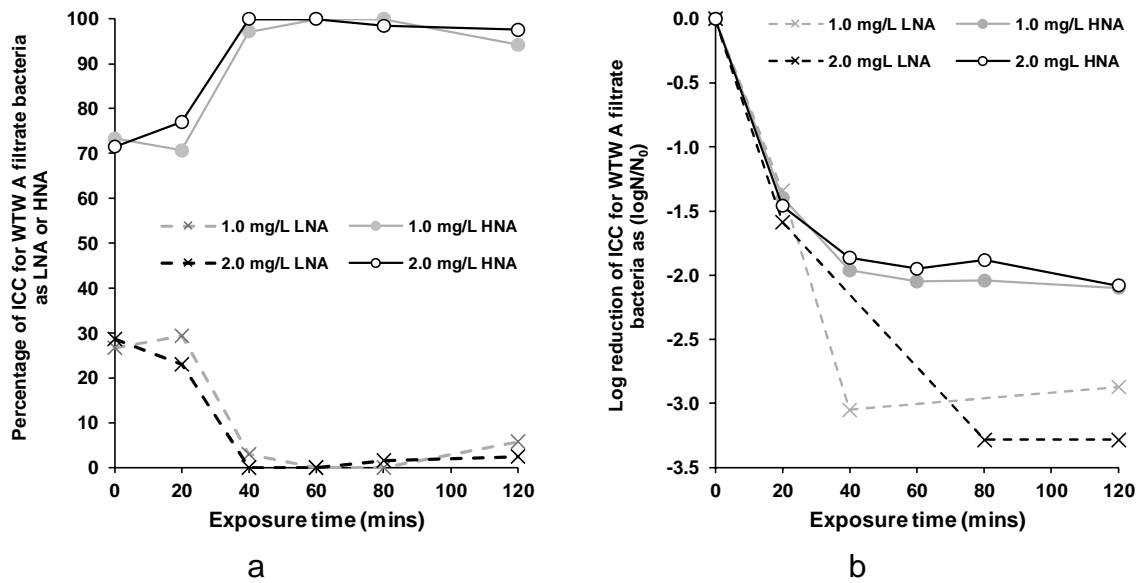 Percentage of ICC for WTW A filtrate bacteria
as LNA or HNA
100
90
80
70
60
50
40
30
20
10
0
1.0 mg/L LNA
1.0 mg/L HNA
2.0 mg/L LNA
2.0 mg/L HNA
0
20
40
60
80
100
120
Exposure time (mins)
a
Log reduction of ICC for WTW A filtrate
bacteria as (logN/N₀)
0.0
-0.5
-1.0
-1.5
-2.0
-2.5
-3.0
-3.5
1.0 mg/L LNA
1.0 mg/L HNA
2.0 mgL LNA
2.0 mg/L HNA
0
20
40
60
80
100
120
Exposure time (mins)
b